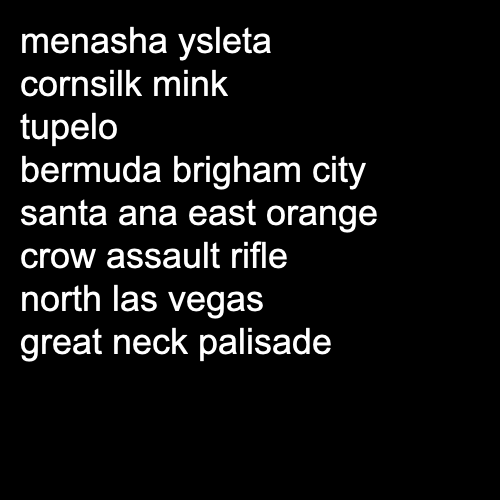 menasha ysleta
cornsilk mink
tupelo
bermuda brigham city
santa ana east orange
crow assault rifle
north las vegas
great neck palisade